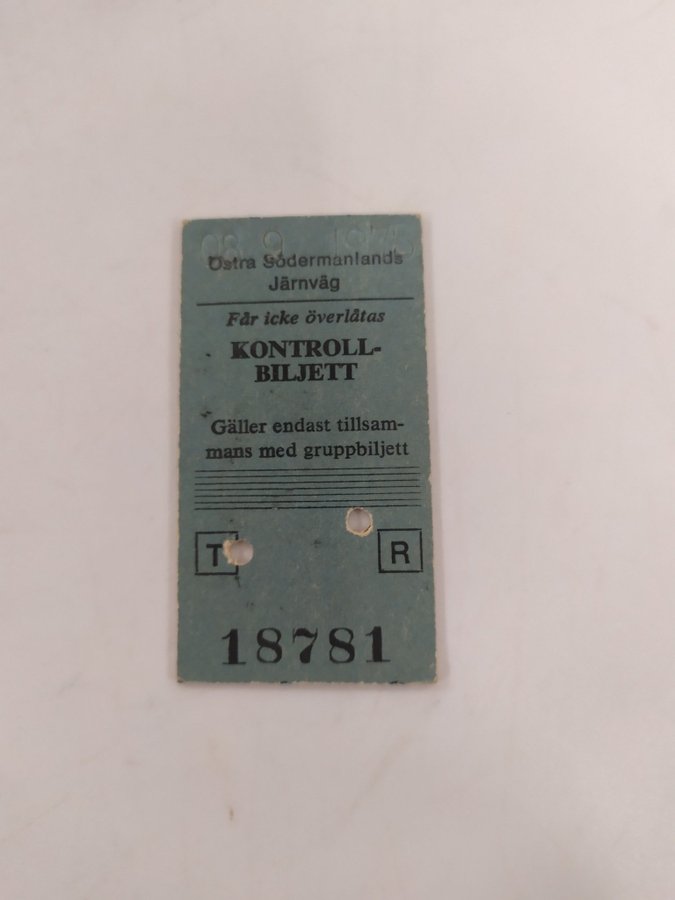 Östra Södermanlands
Järnväg
Får icke överlåtas
KONTROLL-
BILJETT
Gäller endast tillsam-
mans med gruppbiljett
T R
18781